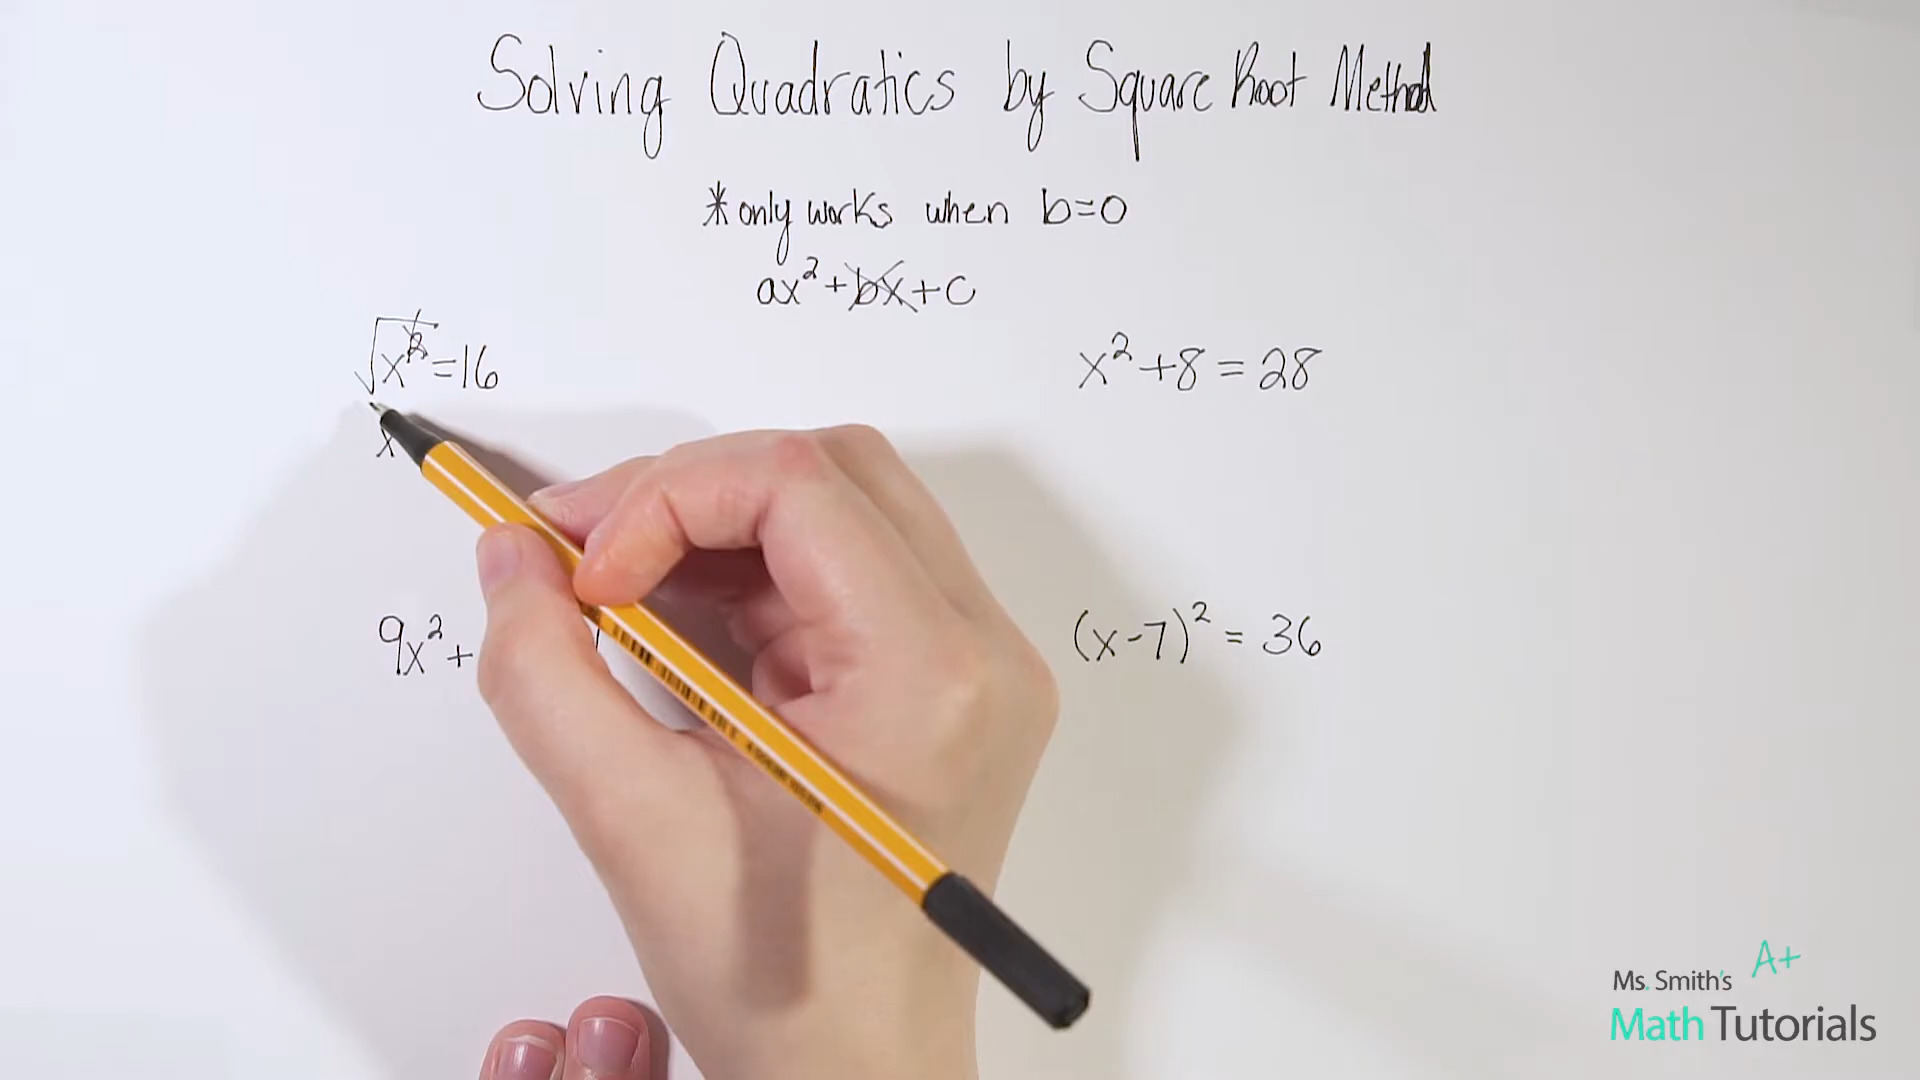 Solving Quadratics by Square Root Method
*only works when b=0
ax²+bx+c
√x²=16
x
x²+8=28
9x²+
(x-7)²=36
A+
Ms. Smith's
Math Tutorials